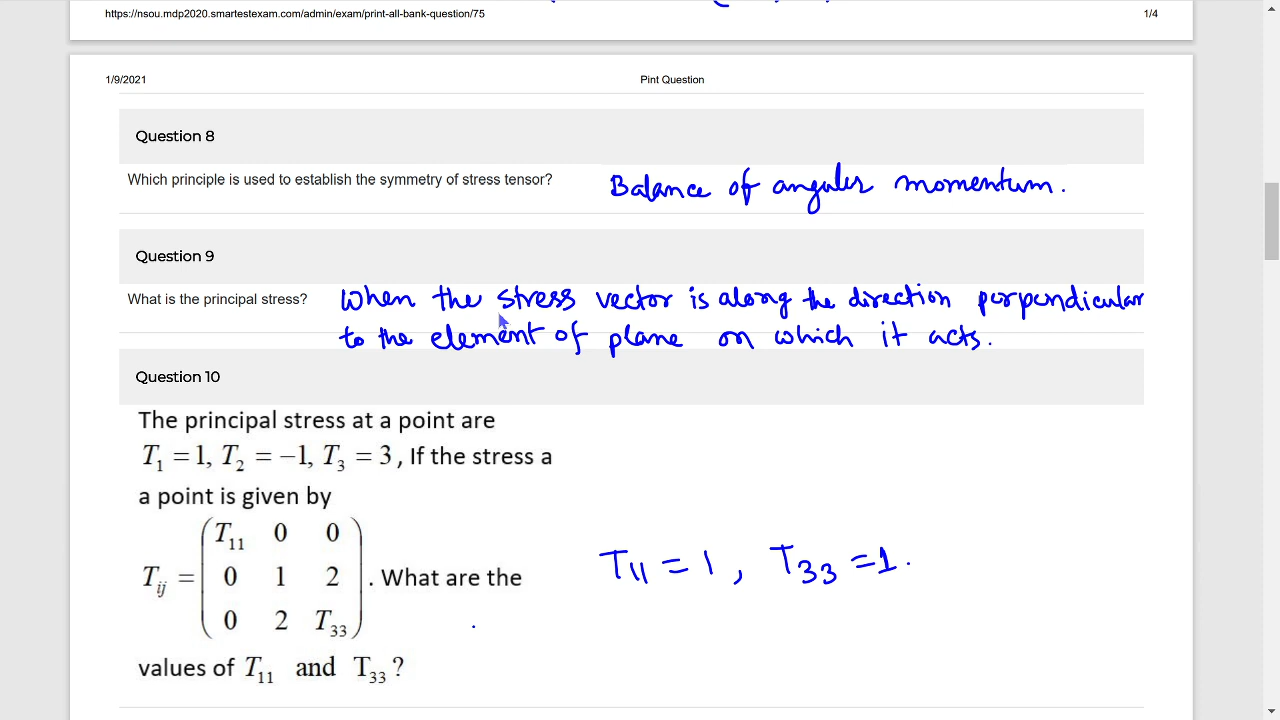 https://nsou.mdp2020.smartestexam.com/admin/exam/print-all-bank-question/75 1/4
1/9/2021 Pint Question
Question 8
Which principle is used to establish the symmetry of stress tensor? Balance of angular momentum.
Question 9
What is the principal stress? When the stress vector is along the direction perpendicular
to the element of plane on which it acts.
Question 10
The principal stress at a point are
T₁ = 1, T₂ = −1, T₃ = 3, If the stress a
a point is given by
T₁₁ 0 0
Tᵢⱼ = 0 1 2 . What are the T₁₁ = 1, T₃₃ = 1.
0 2 T₃₃
values of T₁₁ and T₃₃ ?